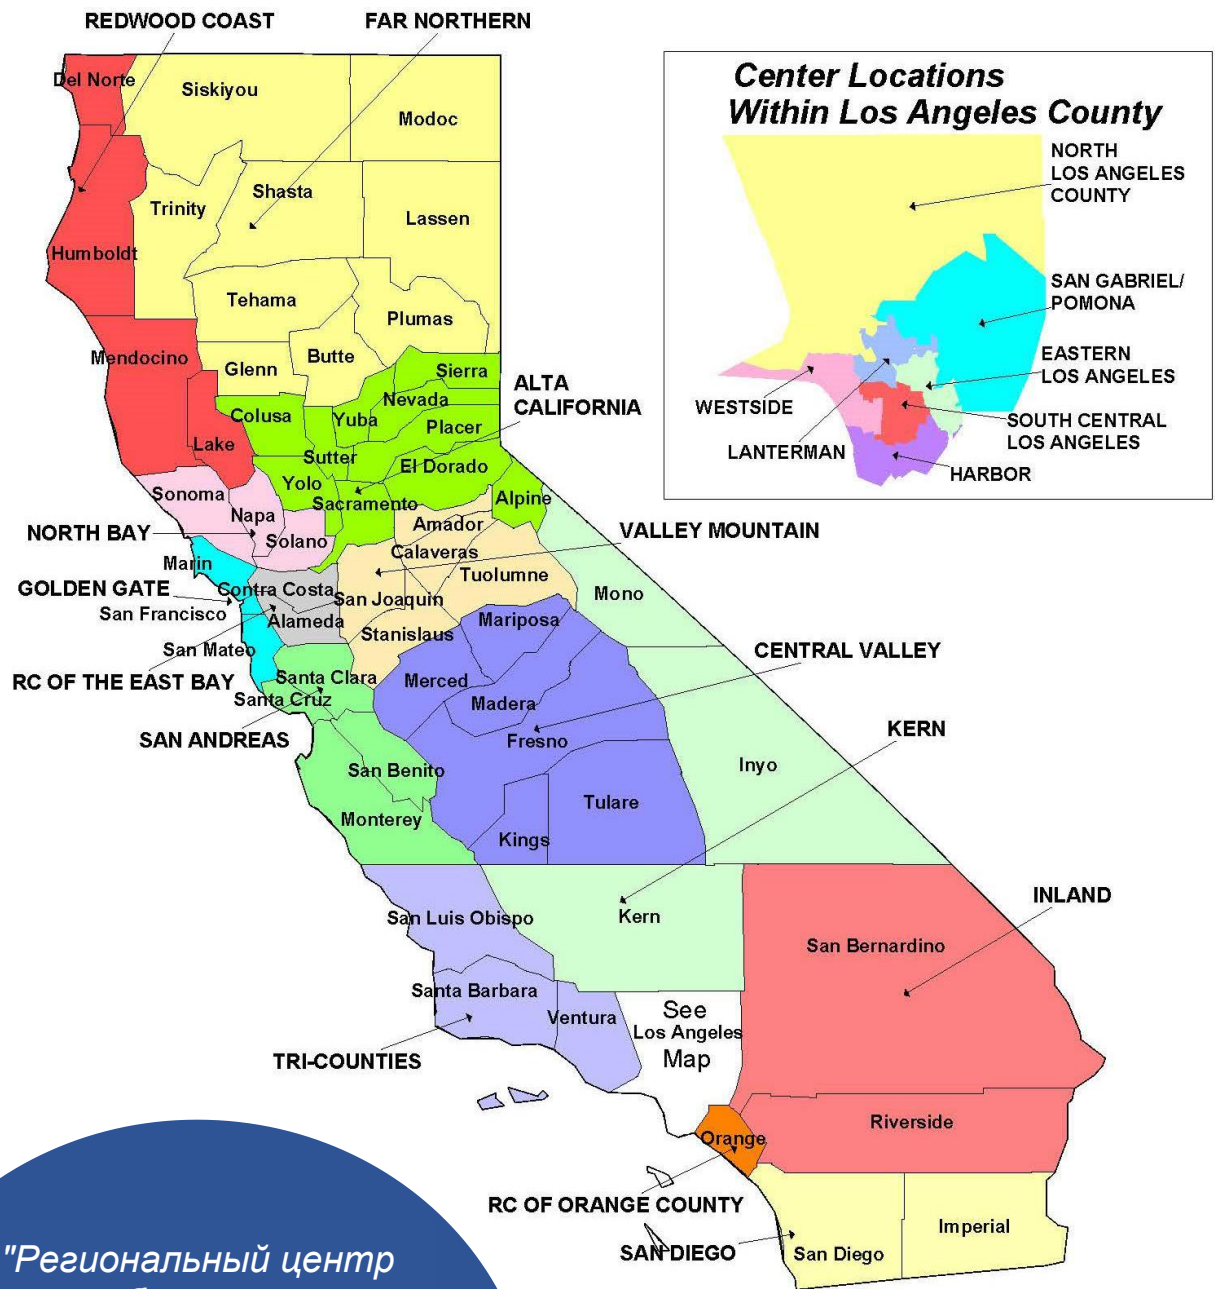 REDWOOD COAST
FAR NORTHERN
Del Norte
Siskiyou
Modoc
Trinity
Shasta
Lassen
Humboldt
Tehama
Plumas
Mendocino
Glenn
Butte
Sierra
Colusa
Yuba
Nevada
Placer
Lake
Sutter
El Dorado
Yolo
Sacramento
Alpine
ALTA
CALIFORNIA
Sonoma
Napa
Solano
Amador
Calaveras
Tuolumne
NORTH BAY
VALLEY MOUNTAIN
Marin
GOLDEN GATE
San Francisco
Contra Costa
Alameda
San Joaquin
Stanislaus
Mono
Mariposa
San Mateo
RC OF THE EAST BAY
Santa Clara
Santa Cruz
Merced
Madera
CENTRAL VALLEY
SAN ANDREAS
Fresno
KERN
San Benito
Inyo
Monterey
Tulare
Kings
INLAND
San Luis Obispo
Kern
San Bernardino
Santa Barbara
Ventura
See
Los Angeles
Map
TRI-COUNTIES
Orange
Riverside
RC OF ORANGE COUNTY
SAN DIEGO
San Diego
Imperial
Center Locations
Within Los Angeles County
NORTH
LOS ANGELES
COUNTY
SAN GABRIEL/
POMONA
EASTERN
LOS ANGELES
WESTSIDE
SOUTH CENTRAL
LOS ANGELES
LANTERMAN
HARBOR
"Региональный центр